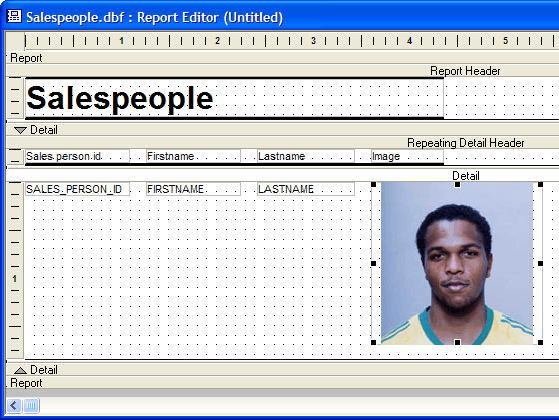 Salespeople.dbf : Report Editor (Untitled)
1 2 3 4 5
Report
Report Header
Salespeople
Detail
Repeating Detail Header
Sales person id Firstname Lastname Image
Detail
SALES_PERSON_ID FIRSTNAME LASTNAME
1
Detail
Report